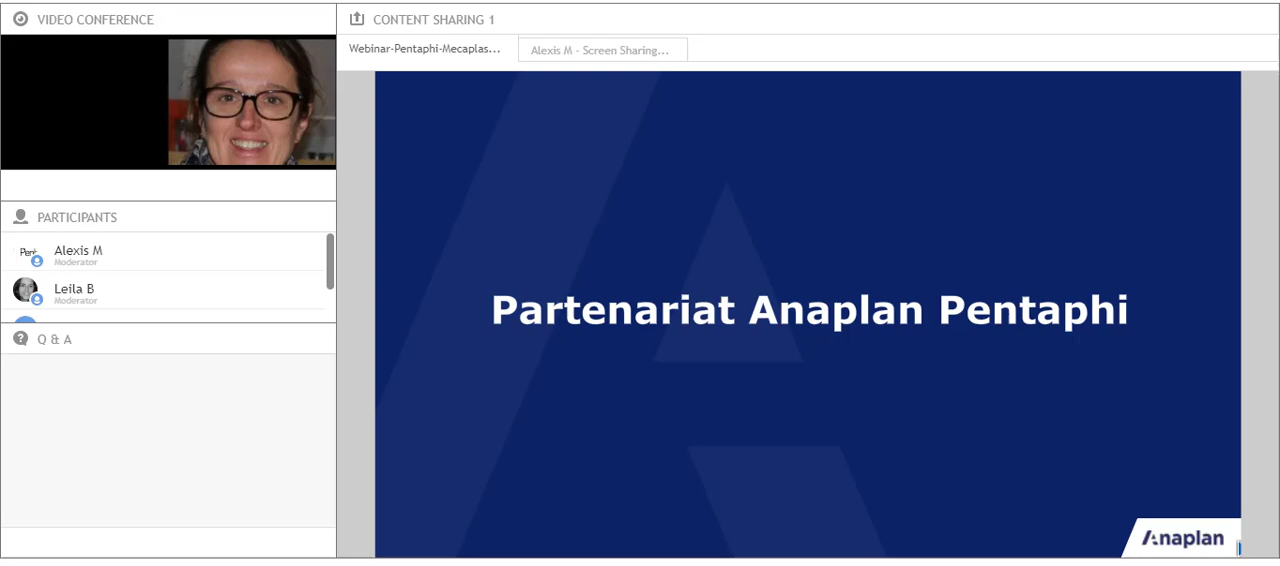 VIDEO CONFERENCE
CONTENT SHARING 1
Webinar-Pentaphi-Mecaplas...
Alexis M - Screen Sharing...
PARTICIPANTS
Alexis M
Moderator
Leila B
Moderator
Q & A
Partenariat Anaplan Pentaphi
Anaplan